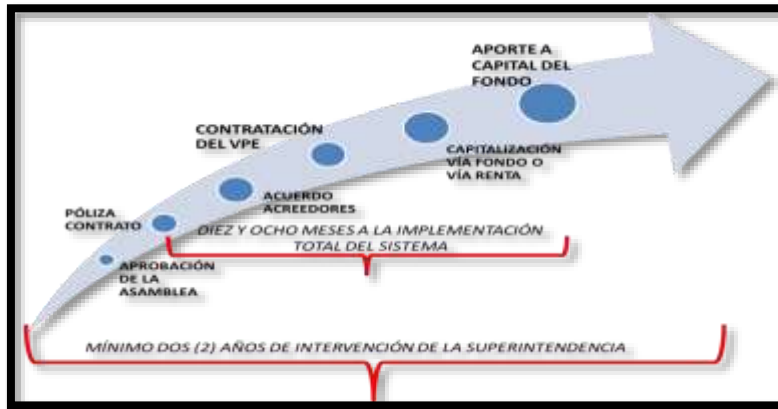 APORTE A
CAPITAL DEL
FONDO
CONTRATACIÓN
DEL VPE
CAPITALIZACIÓN
VÍA FONDO O
VÍA RENTA
ACUERDO
ACREEDORES
PÓLIZA
CONTRATO
DIEZ Y OCHO MESES A LA IMPLEMENTACIÓN
TOTAL DEL SISTEMA
APROBACIÓN
DE LA
ASAMBLEA
MÍNIMO DOS (2) AÑOS DE INTERVENCIÓN DE LA SUPERINTENDENCIA